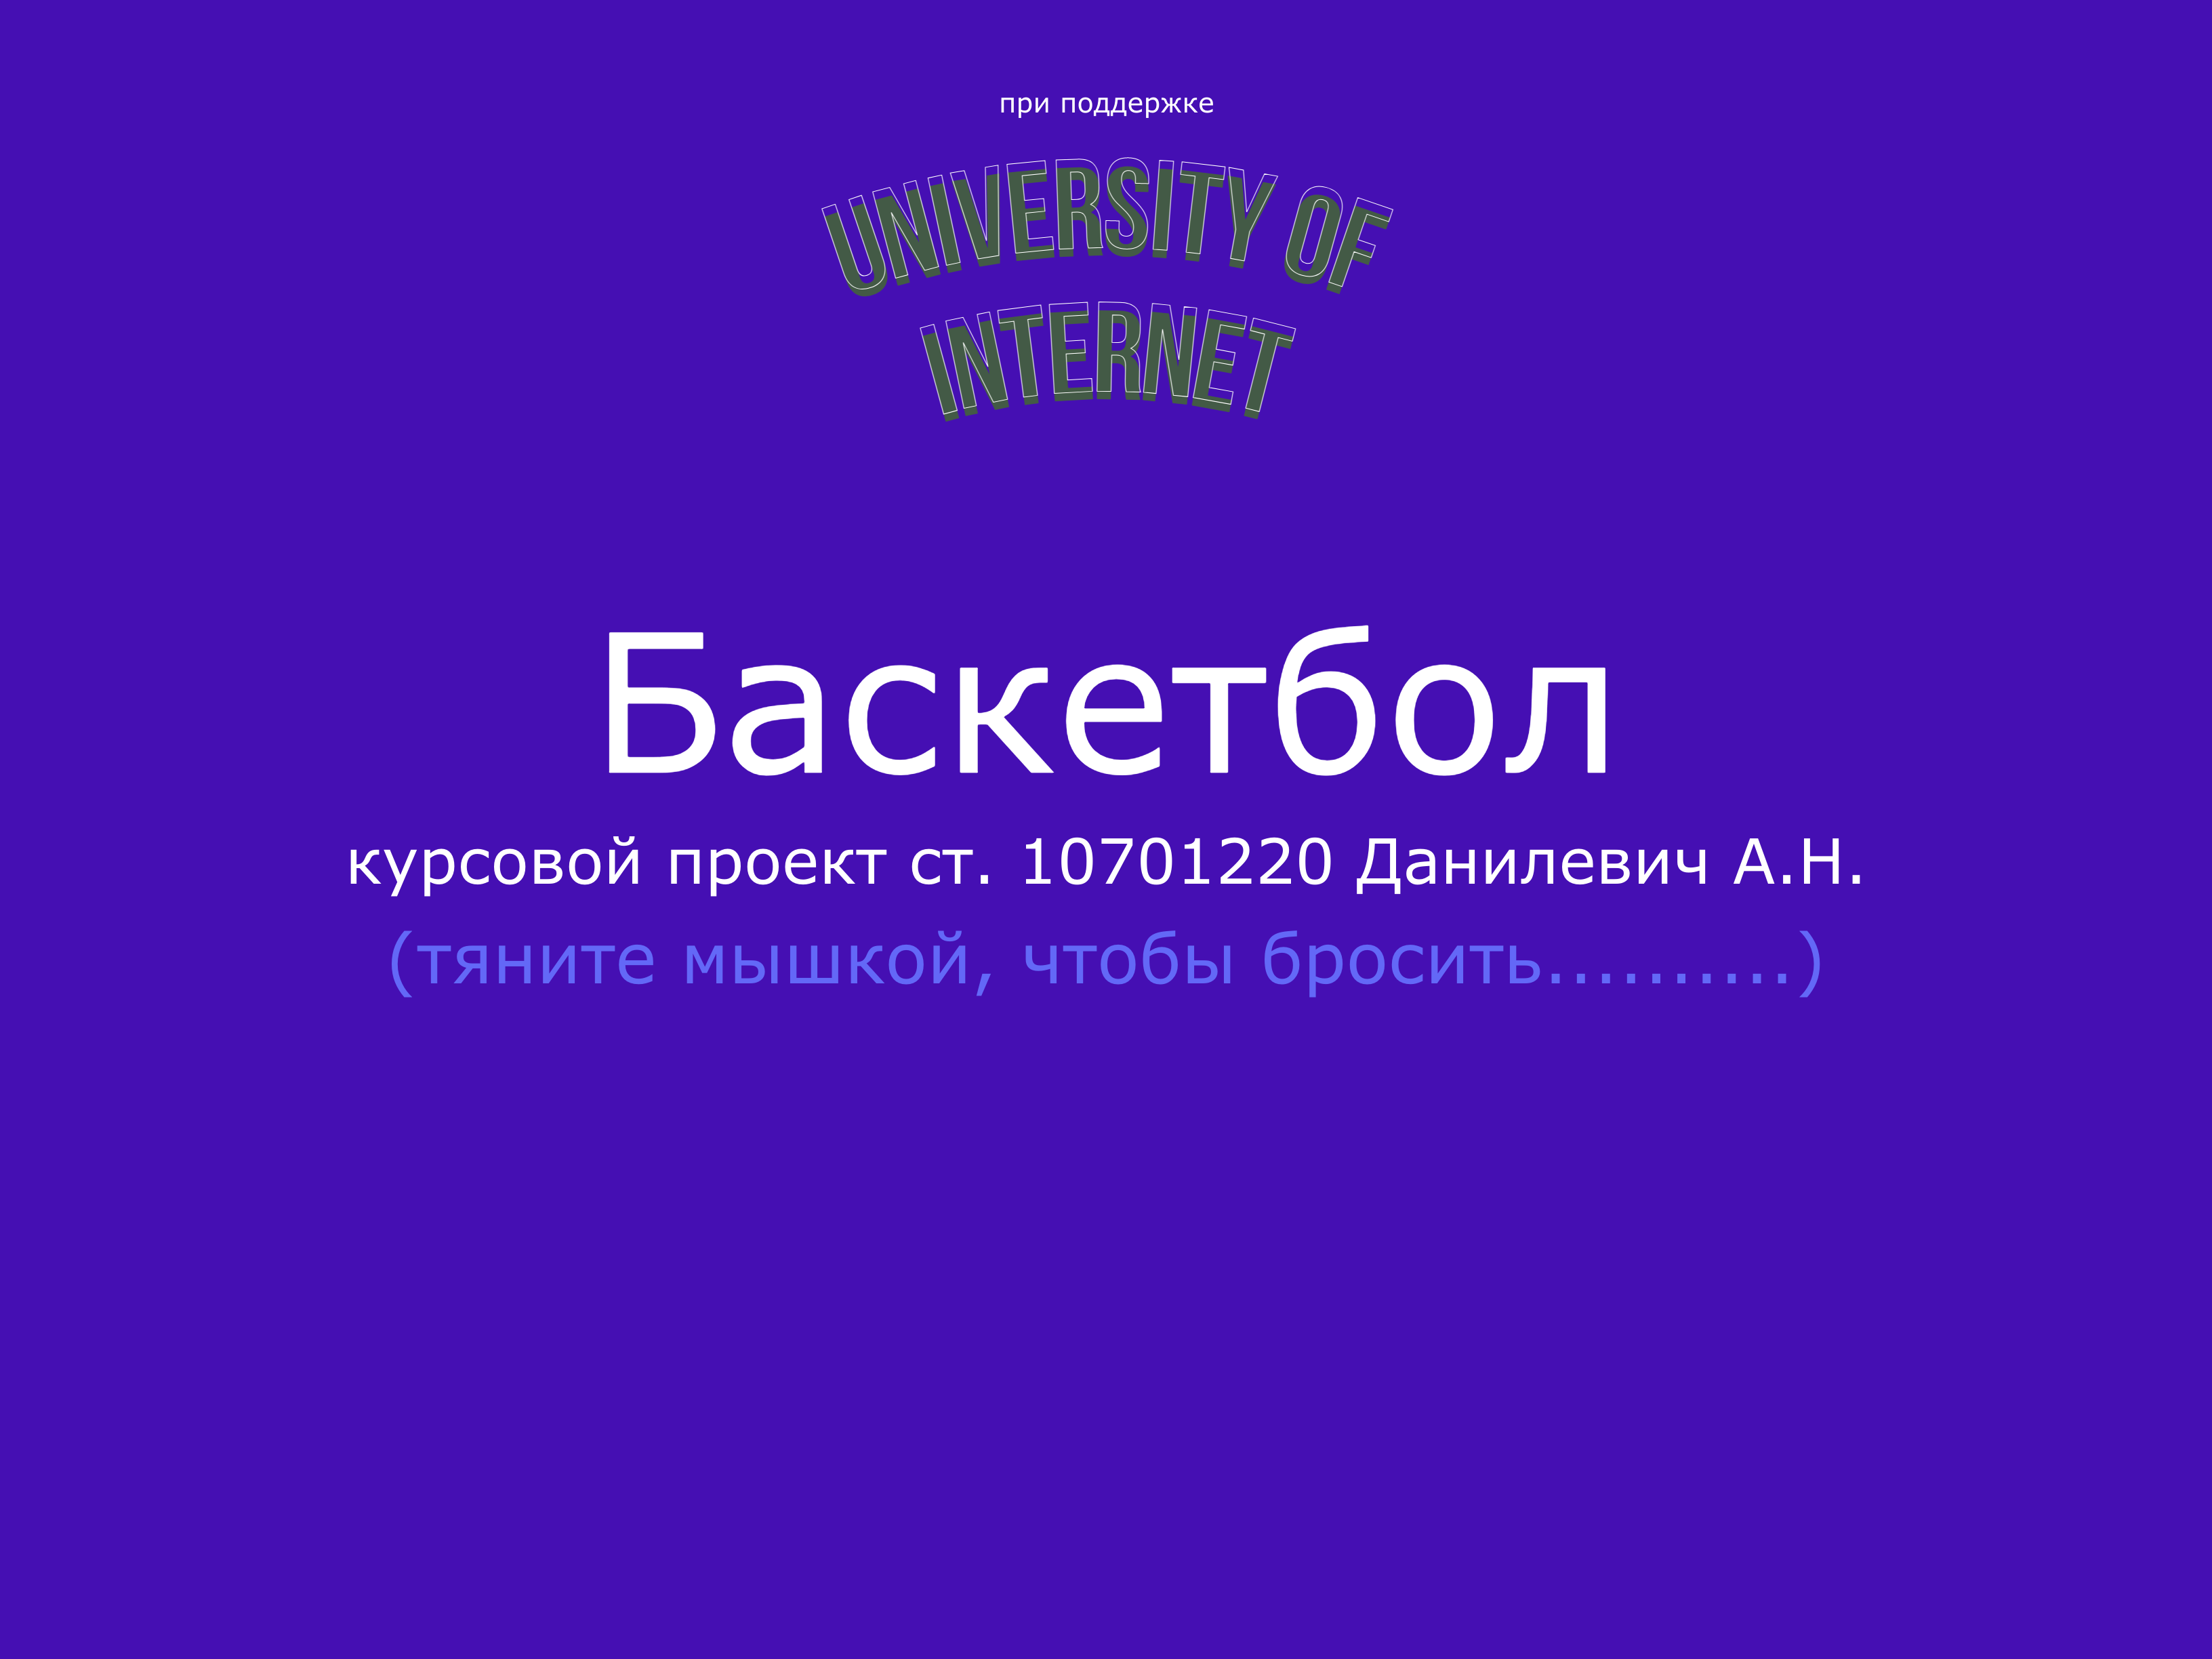 при поддержке
UNIVERSITY OF
INTERNET
Баскетбол
курсовой проект ст. 10701220 Данилевич А.Н.
(тяните мышкой, чтобы бросить..........)